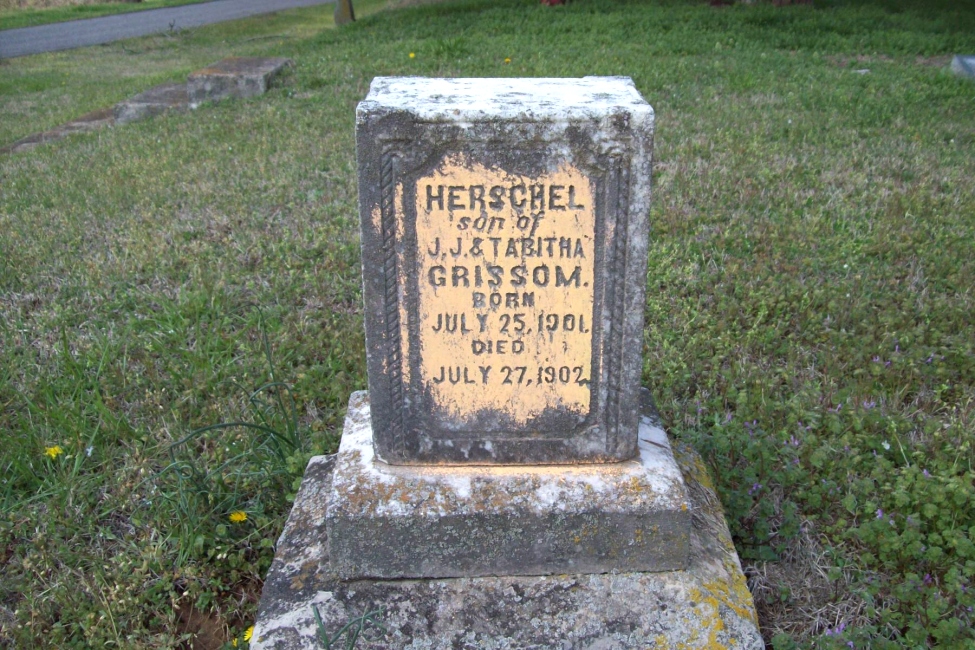 HERSCHEL
son of
J.J. & TABITHA
GRISSOM.
BORN
JULY 25, 1901.
DIED
JULY 27, 1902.